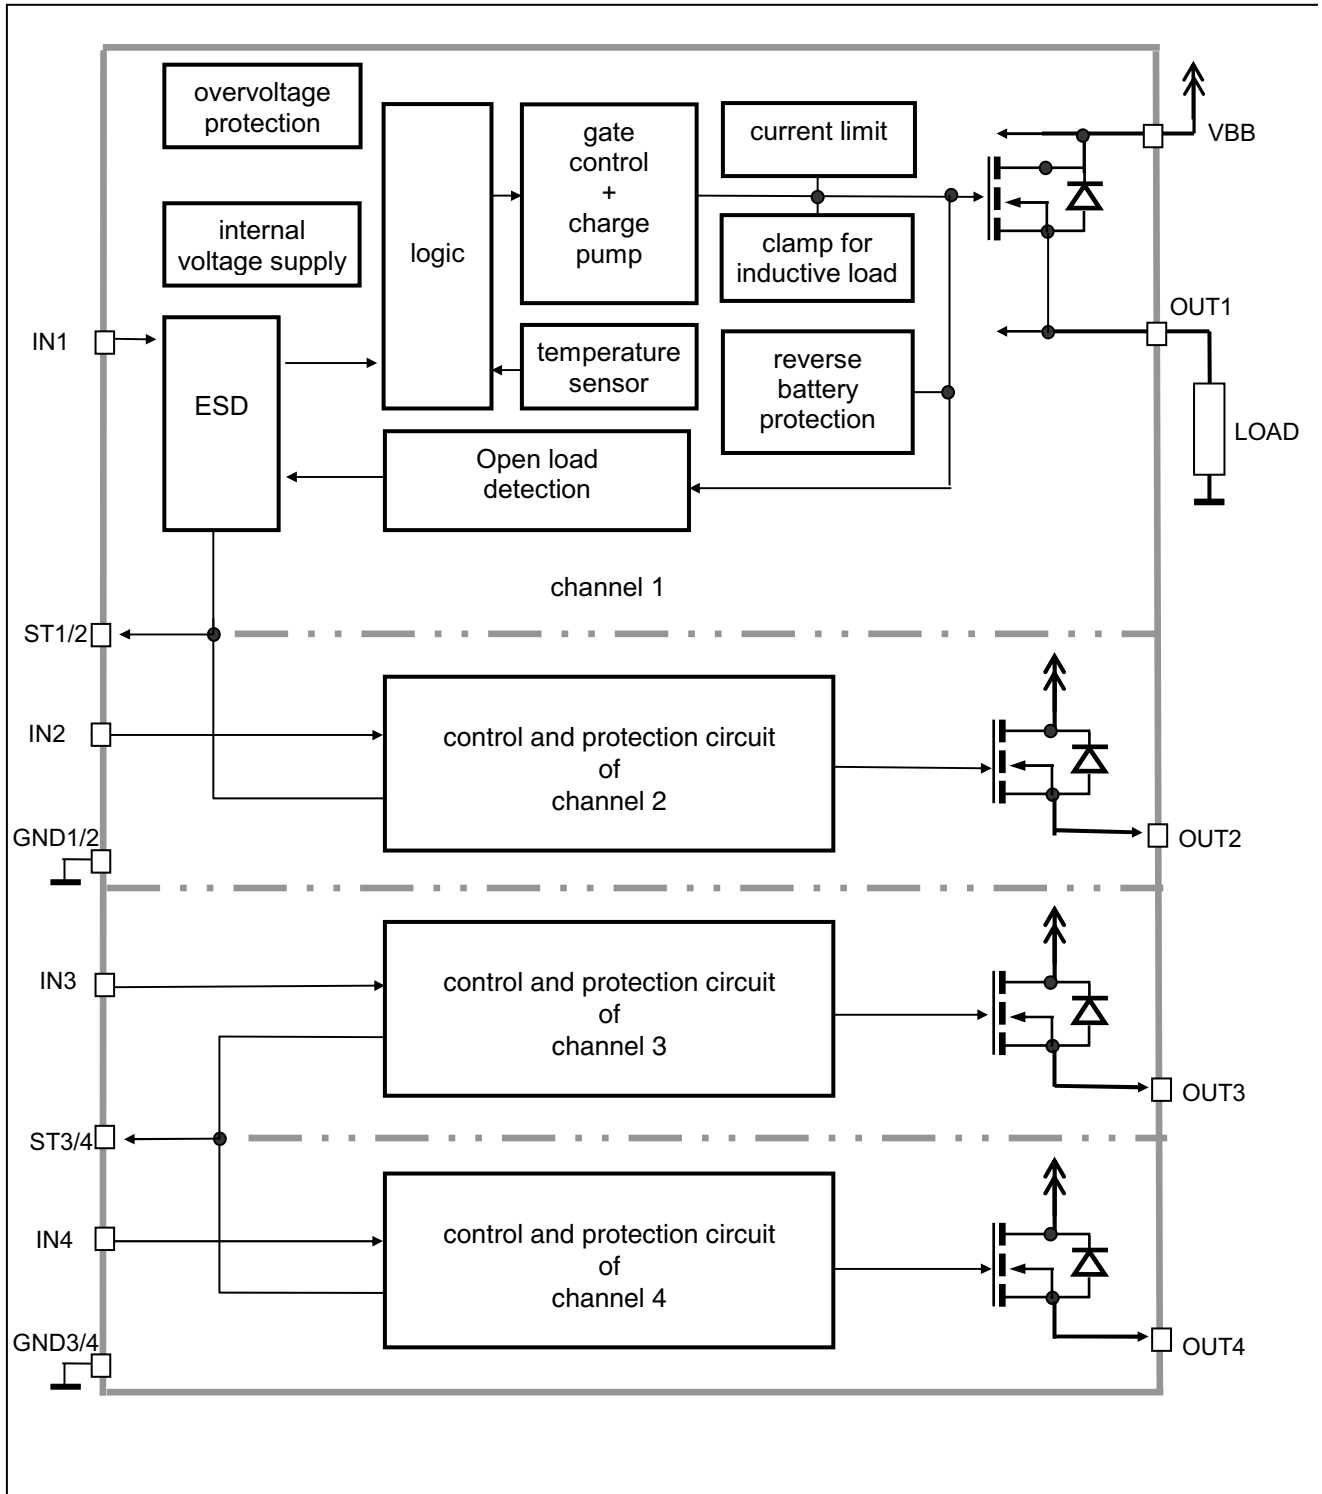 overvoltage
protection
internal
voltage supply
logic
gate
control
+
charge
pump
current limit
clamp for
inductive load
VBB
OUT1
IN1
ESD
temperature
sensor
reverse
battery
protection
LOAD
Open load
detection
channel 1
ST1/2
IN2
control and protection circuit
of
channel 2
GND1/2
OUT2
IN3
control and protection circuit
of
channel 3
OUT3
ST3/4
IN4
control and protection circuit
of
channel 4
GND3/4
OUT4